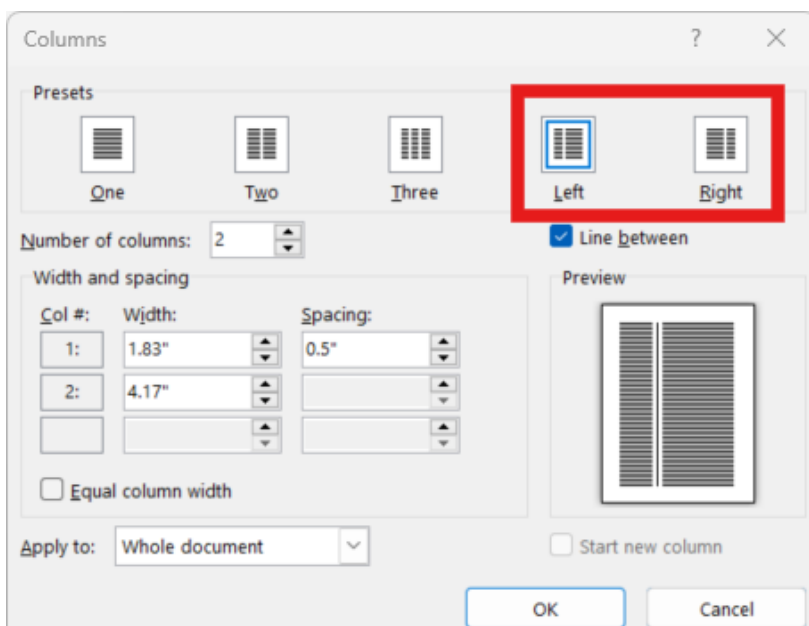 Columns
Presets
One Two Three Left Right
Number of columns: 2
Line between
Width and spacing
Preview
Col #: Width: Spacing:
1: 1.83" 0.5"
2: 4.17"
Equal column width
Apply to: Whole document
Start new column
OK Cancel